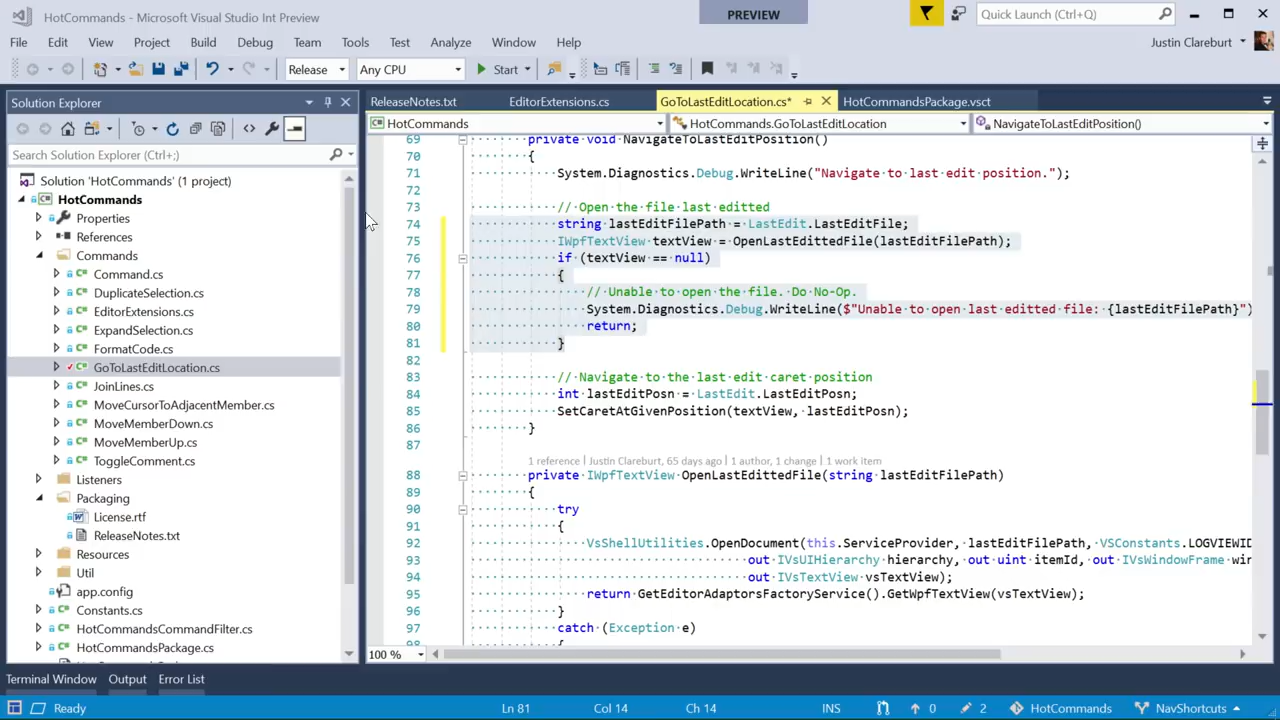 HotCommands - Microsoft Visual Studio Int Preview
PREVIEW
Quick Launch (Ctrl+Q)
File Edit View Project Build Debug Team Tools Test Analyze Window Help
Justin Clareburt
Release Any CPU Start
Solution Explorer
ReleaseNotes.txt EditorExtensions.cs GoToLastEditLocation.cs* HotCommandsPackage.vsct
HotCommands HotCommands.GoToLastEditLocation NavigateToLastEditPosition()
Search Solution Explorer (Ctrl+;)
Solution 'HotCommands' (1 project)
HotCommands
Properties
References
Commands
Command.cs
DuplicateSelection.cs
EditorExtensions.cs
ExpandSelection.cs
FormatCode.cs
GoToLastEditLocation.cs
JoinLines.cs
MoveCursorToAdjacentMember.cs
MoveMemberDown.cs
MoveMemberUp.cs
ToggleComment.cs
Listeners
Packaging
License.rtf
ReleaseNotes.txt
Resources
Util
app.config
Constants.cs
HotCommandsCommandFilter.cs
HotCommandsPackage.cs
69 private void NavigateToLastEditPosition()
70 {
71 System.Diagnostics.Debug.WriteLine("Navigate to last edit position.");
72
73 // Open the file last editted
74 string lastEditFilePath = LastEdit.LastEditFile;
75 IWpfTextView textView = OpenLastEdittedFile(lastEditFilePath);
76 if (textView == null)
77 {
78 // Unable to open the file. Do No-Op.
79 System.Diagnostics.Debug.WriteLine($"Unable to open last editted file: {lastEditFilePath}")
80 return;
81 }
82
83 // Navigate to the last edit caret position
84 int lastEditPosn = LastEdit.LastEditPosn;
85 SetCaretAtGivenPosition(textView, lastEditPosn);
86 }
87
1 reference | Justin Clareburt, 65 days ago | 1 author, 1 change | 1 work item
88 private IWpfTextView OpenLastEdittedFile(string lastEditFilePath)
89 {
90 try
91 {
92 VsShellUtilities.OpenDocument(this.ServiceProvider, lastEditFilePath, VSConstants.LOGVIEWID
93 out IVsUIHierarchy hierarchy, out uint itemId, out IVsWindowFrame win
94 out IVsTextView vsTextView);
95 return GetEditorAdaptorsFactoryService().GetWpfTextView(vsTextView);
96 }
97 catch (Exception e)
98 {
100 %
Terminal Window Output Error List
Ready Ln 81 Col 14 Ch 14 INS 0 2 HotCommands NavShortcuts